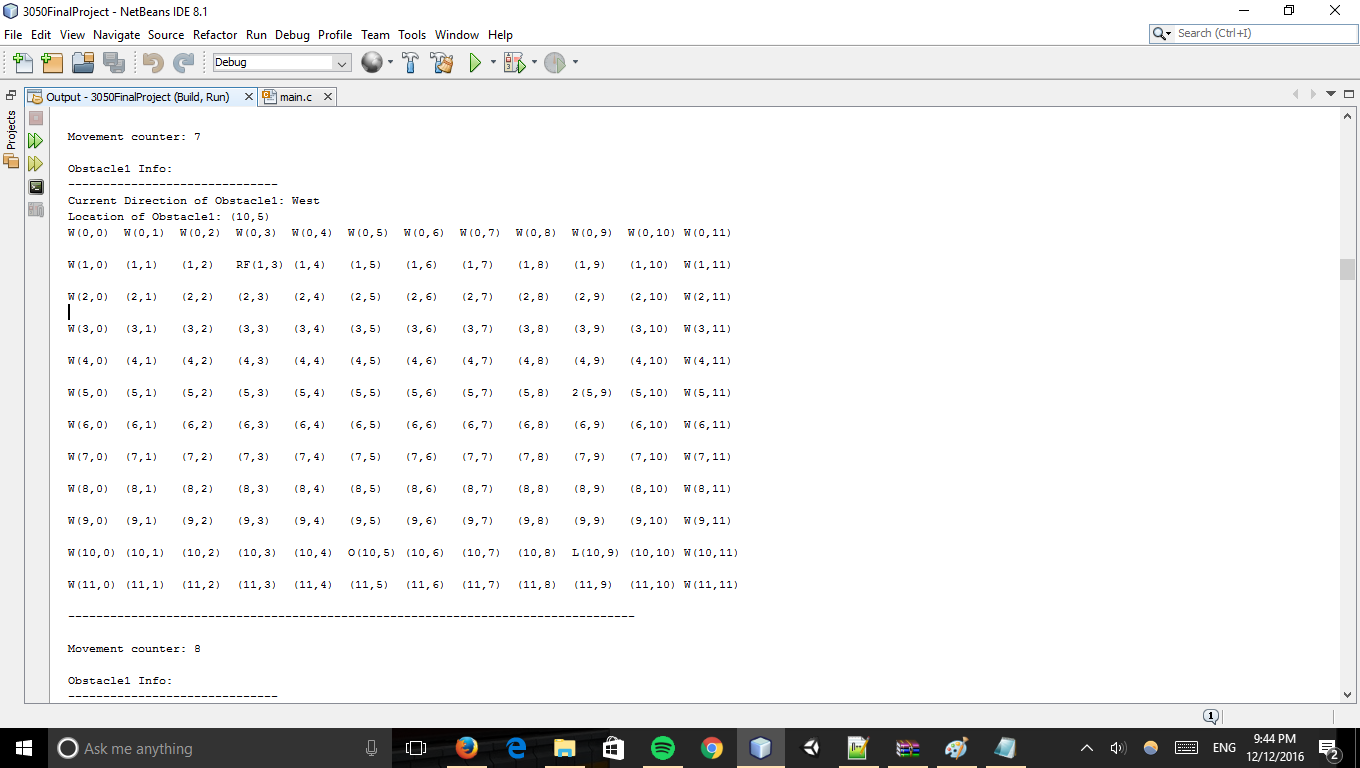 3050FinalProject - NetBeans IDE 8.1
File Edit View Navigate Source Refactor Run Debug Profile Team Tools Window Help
Search (Ctrl+I)
Debug
Output - 3050FinalProject (Build, Run) main.c
Projects
Movement counter: 7
Obstacle1 Info:
------------------------------
Current Direction of Obstacle1: West
Location of Obstacle1: (10,5)
W(0,0) W(0,1) W(0,2) W(0,3) W(0,4) W(0,5) W(0,6) W(0,7) W(0,8) W(0,9) W(0,10) W(0,11)
W(1,0) (1,1) (1,2) RF(1,3) (1,4) (1,5) (1,6) (1,7) (1,8) (1,9) (1,10) W(1,11)
W(2,0) (2,1) (2,2) (2,3) (2,4) (2,5) (2,6) (2,7) (2,8) (2,9) (2,10) W(2,11)
W(3,0) (3,1) (3,2) (3,3) (3,4) (3,5) (3,6) (3,7) (3,8) (3,9) (3,10) W(3,11)
W(4,0) (4,1) (4,2) (4,3) (4,4) (4,5) (4,6) (4,7) (4,8) (4,9) (4,10) W(4,11)
W(5,0) (5,1) (5,2) (5,3) (5,4) (5,5) (5,6) (5,7) (5,8) 2(5,9) (5,10) W(5,11)
W(6,0) (6,1) (6,2) (6,3) (6,4) (6,5) (6,6) (6,7) (6,8) (6,9) (6,10) W(6,11)
W(7,0) (7,1) (7,2) (7,3) (7,4) (7,5) (7,6) (7,7) (7,8) (7,9) (7,10) W(7,11)
W(8,0) (8,1) (8,2) (8,3) (8,4) (8,5) (8,6) (8,7) (8,8) (8,9) (8,10) W(8,11)
W(9,0) (9,1) (9,2) (9,3) (9,4) (9,5) (9,6) (9,7) (9,8) (9,9) (9,10) W(9,11)
W(10,0) (10,1) (10,2) (10,3) (10,4) O(10,5) (10,6) (10,7) (10,8) L(10,9) (10,10) W(10,11)
W(11,0) (11,1) (11,2) (11,3) (11,4) (11,5) (11,6) (11,7) (11,8) (11,9) (11,10) W(11,11)
---------------------------------------------------------------------------------
Movement counter: 8
Obstacle1 Info:
------------------------------
1
Ask me anything
ENG
9:44 PM
12/12/2016
2